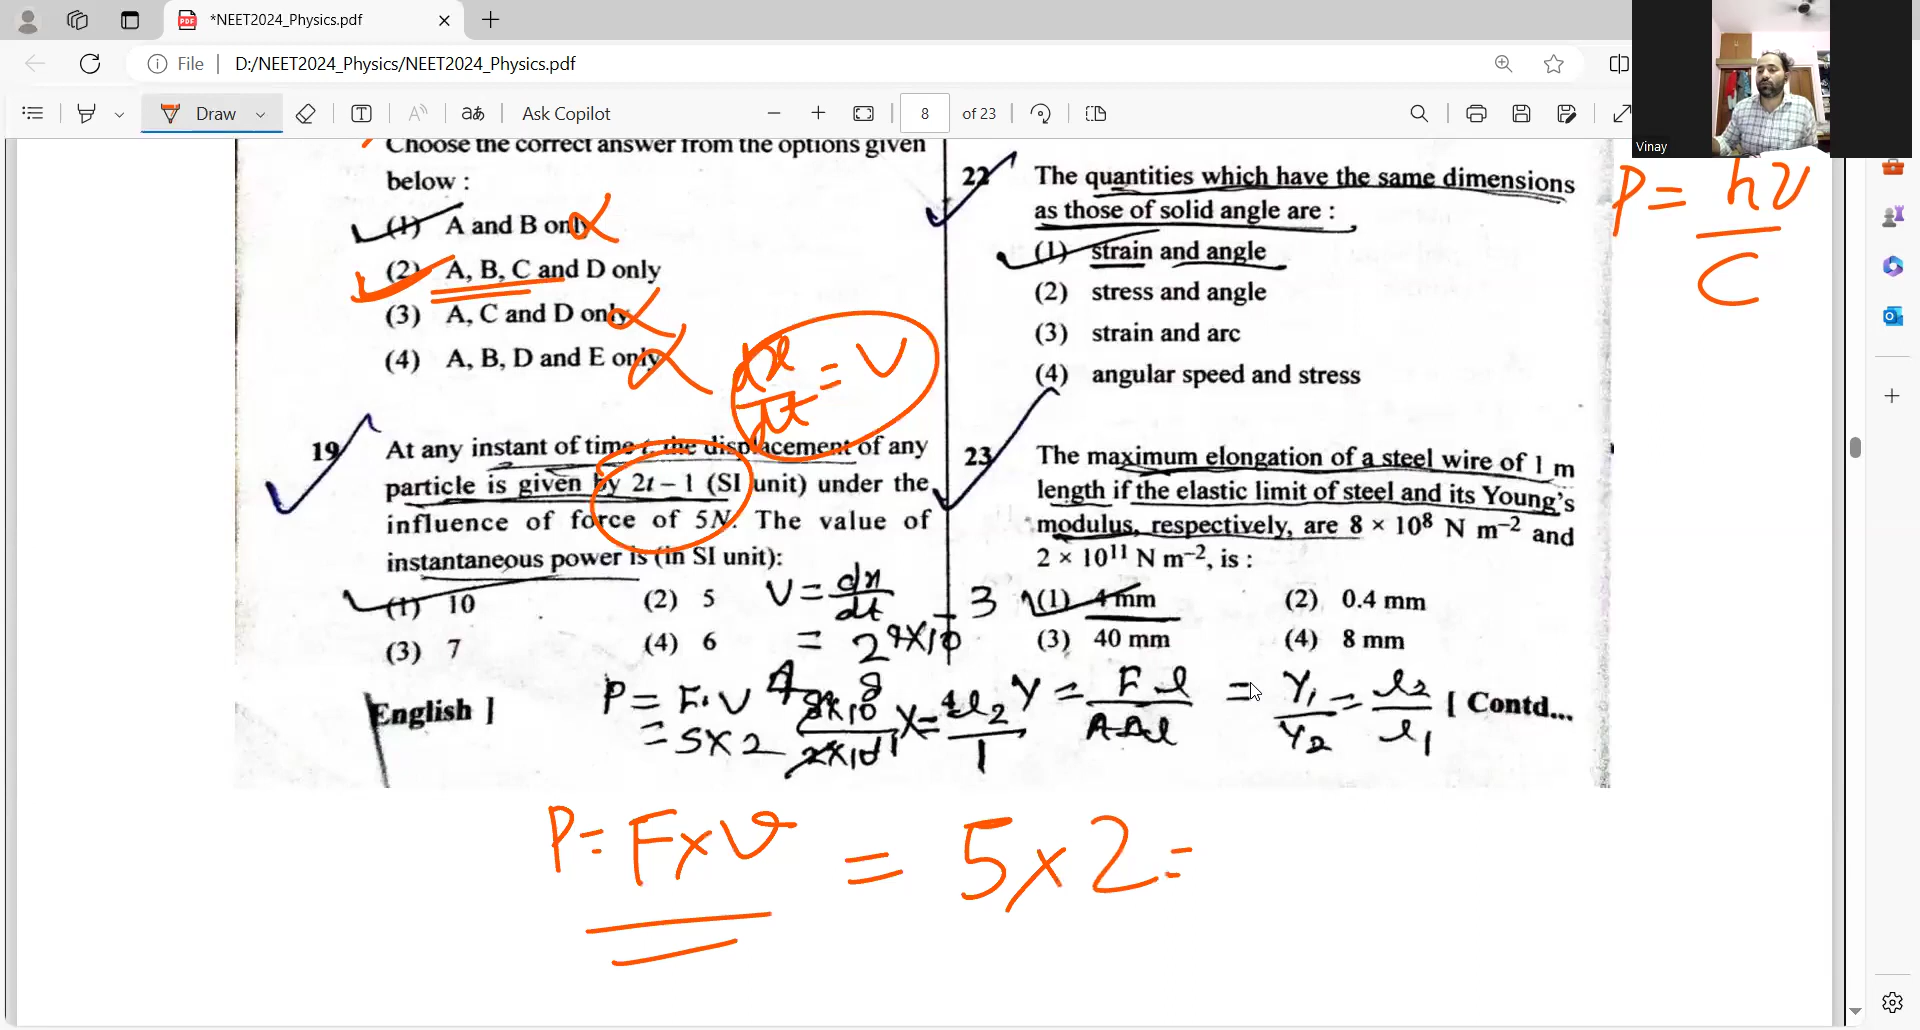 *NEET2024_Physics.pdf
File | D:/NEET2024_Physics/NEET2024_Physics.pdf
Draw
Ask Copilot
8 of 23
Vinay
Choose the correct answer from the options given
below :
(1) A and B only
(2) A, B, C and D only
(3) A, C and D only
(4) A, B, D and E only
dx/dt = v
19 At any instant of time t, the displacement of any
particle is given by 2t – 1 (SI unit) under the
influence of force of 5N. The value of
instantaneous power is (in SI unit):
(1) 10 (2) 5
(3) 7 (4) 6
V = dx/dt
= 2
P = F.V
= 5×2
English ]
22 The quantities which have the same dimensions
as those of solid angle are :
(1) strain and angle
(2) stress and angle
(3) strain and arc
(4) angular speed and stress
P = hν/C
23 The maximum elongation of a steel wire of 1 m
length if the elastic limit of steel and its Young's
modulus, respectively, are 8 × 10⁸ N m⁻² and
2 × 10¹¹ N m⁻², is :
(1) 4 mm (2) 0.4 mm
(3) 40 mm (4) 8 mm
Y = Fl/AΔl = Y₁/Y₂ = l₂/l₁
[ Contd...
P = F×v = 5×2 =